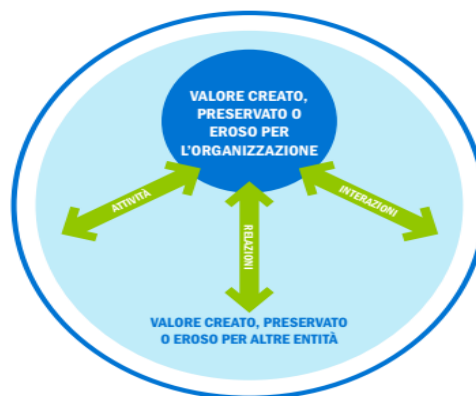 VALORE CREATO,
PRESERVATO O
EROSO PER
L'ORGANIZZAZIONE
ATTIVITÀ
RELAZIONI
INTERAZIONI
VALORE CREATO, PRESERVATO
O EROSO PER ALTRE ENTITÀ